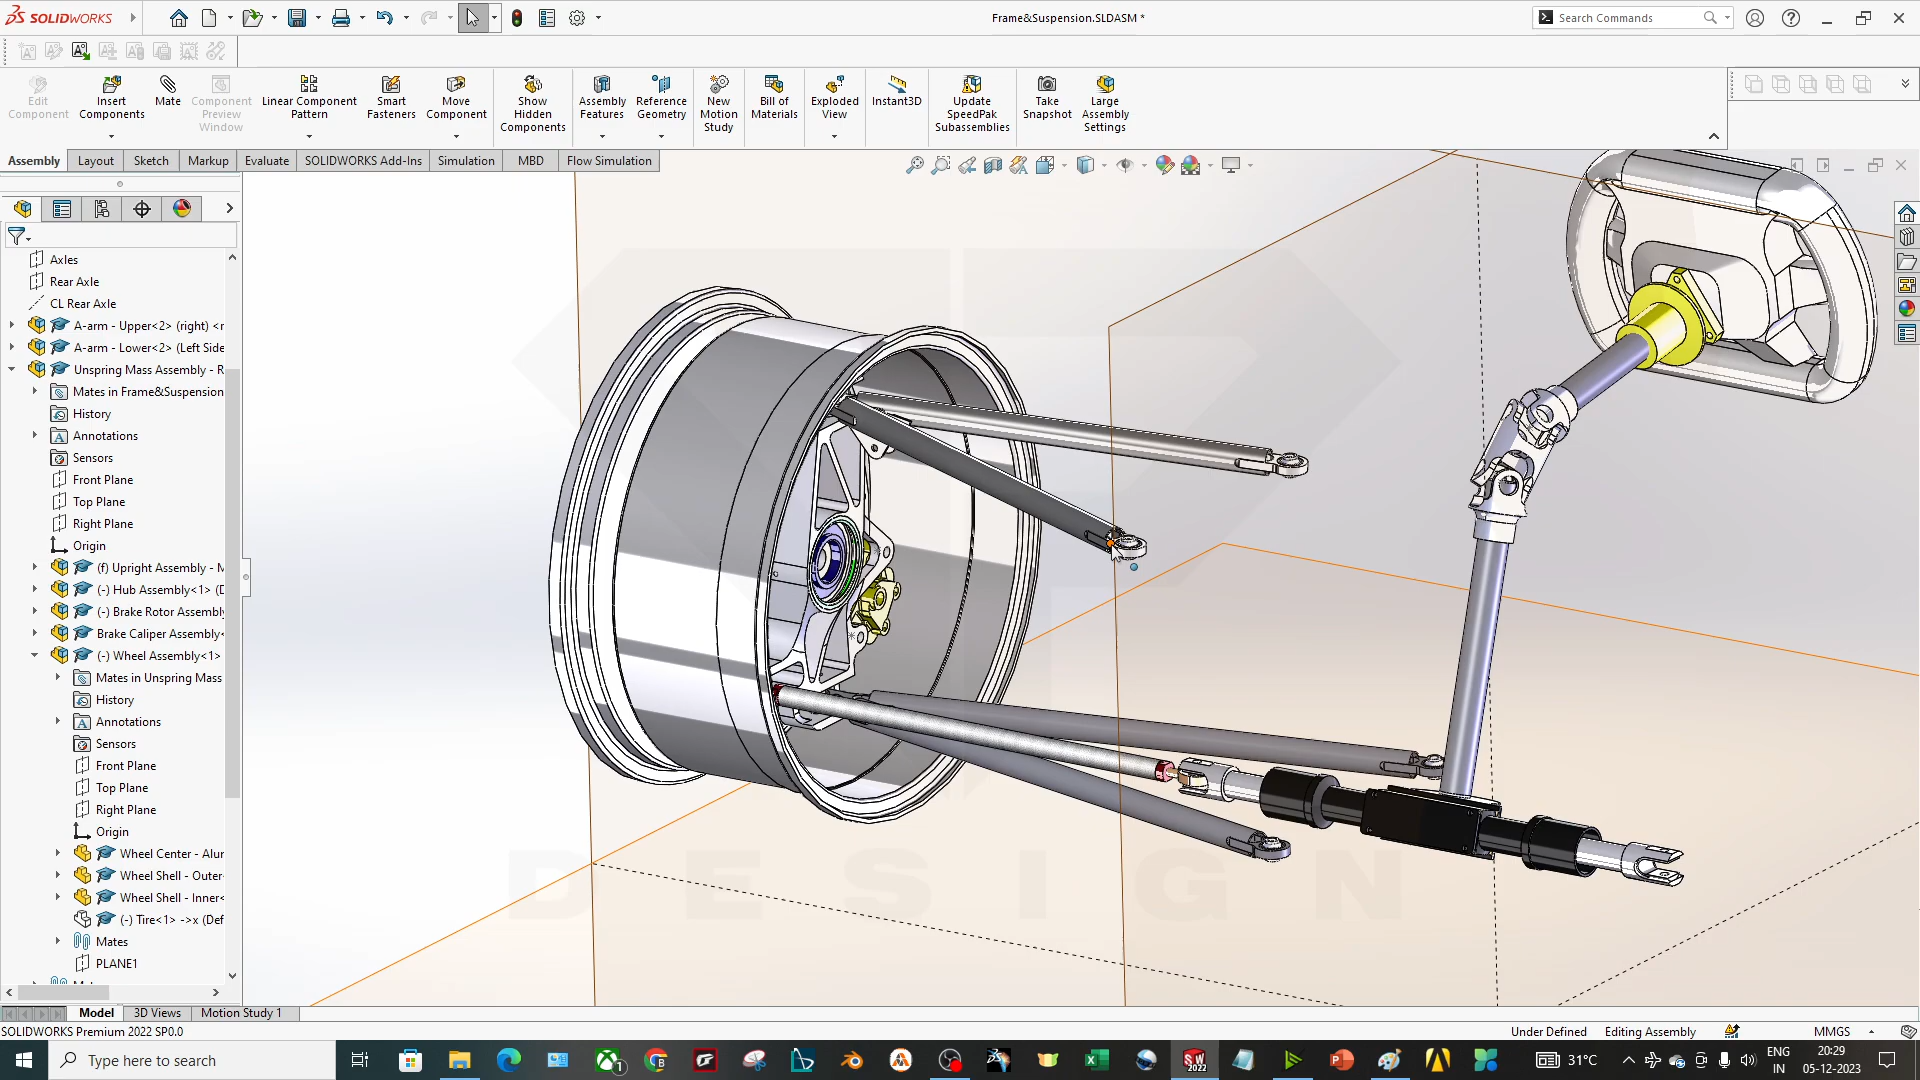 SOLIDWORKS
Frame&Suspension.SLDASM *
Search Commands
Edit Component
Insert Components
Mate
Component Preview Window
Linear Component Pattern
Smart Fasteners
Move Component
Show Hidden Components
Assembly Features
Reference Geometry
New Motion Study
Bill of Materials
Exploded View
Instant3D
Update SpeedPak Subassemblies
Take Snapshot
Large Assembly Settings
Assembly
Layout
Sketch
Markup
Evaluate
SOLIDWORKS Add-Ins
Simulation
MBD
Flow Simulation
Axles
Rear Axle
CL Rear Axle
A-arm - Upper<2> (right) <r
A-arm - Lower<2> (Left Side
Unspring Mass Assembly - R
Mates in Frame&Suspension
History
Annotations
Sensors
Front Plane
Top Plane
Right Plane
Origin
(f) Upright Assembly - M
(-) Hub Assembly<1> (D
(-) Brake Rotor Assembly
Brake Caliper Assembly<
(-) Wheel Assembly<1>
Mates in Unspring Mass
History
Annotations
Sensors
Front Plane
Top Plane
Right Plane
Origin
Wheel Center - Alur
Wheel Shell - Outer
Wheel Shell - Inner<
(-) Tire<1> ->x (Def
Mates
PLANE1
DESIGN
Model
3D Views
Motion Study 1
SOLIDWORKS Premium 2022 SP0.0
Under Defined
Editing Assembly
MMGS
Type here to search
31°C
ENG
IN
20:29
05-12-2023